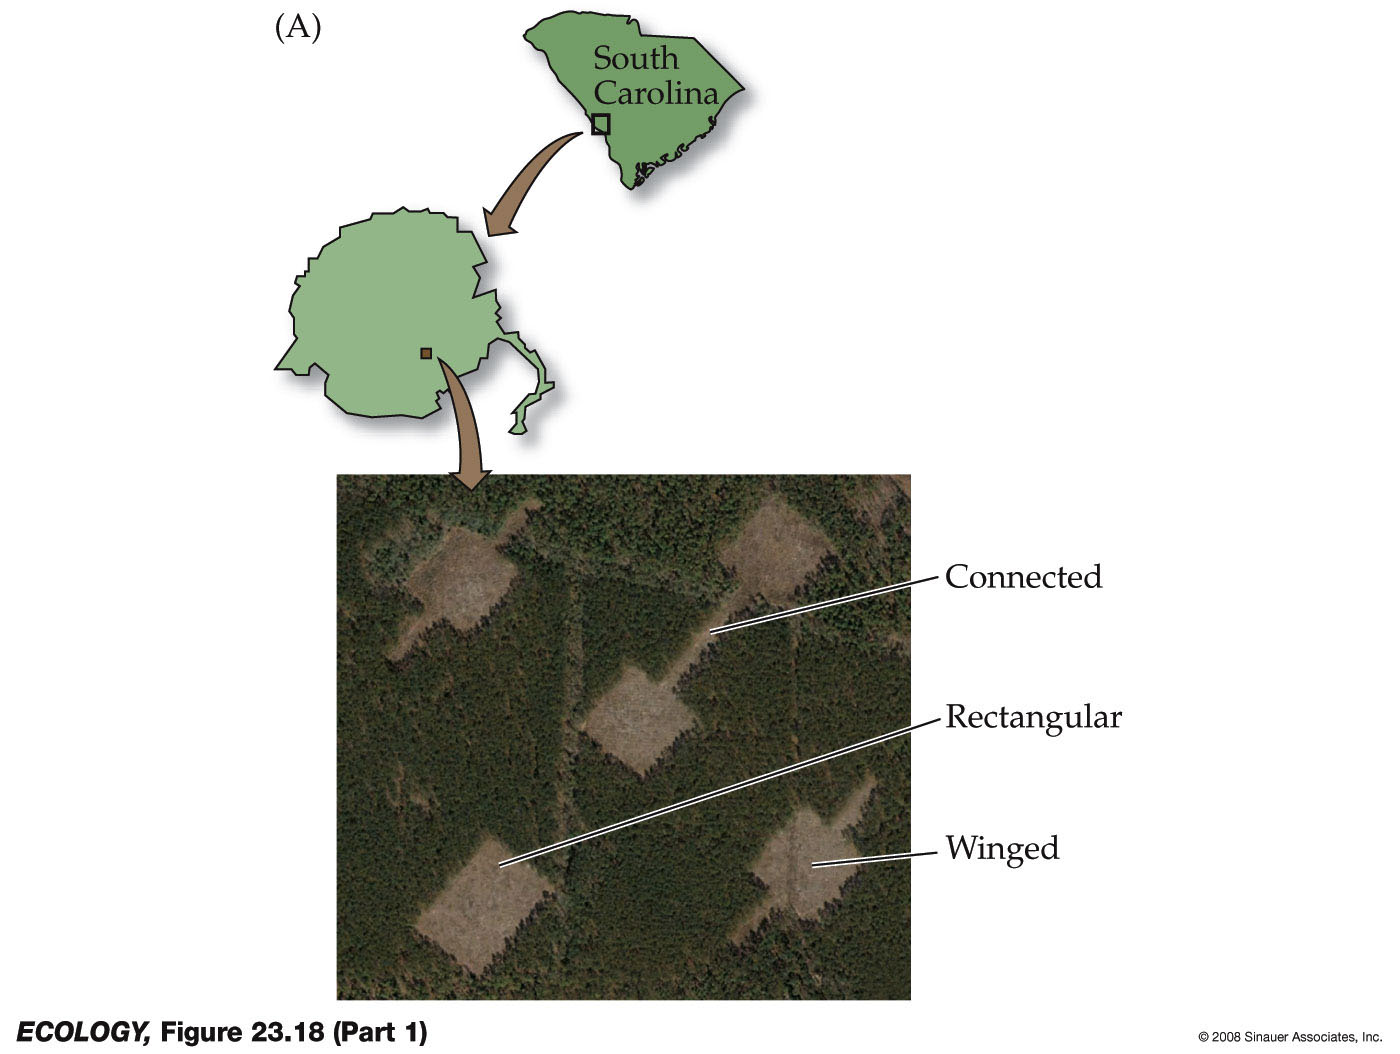 (A)
South
Carolina
Connected
Rectangular
Winged
ECOLOGY, Figure 23.18 (Part 1)
© 2008 Sinauer Associates, Inc.